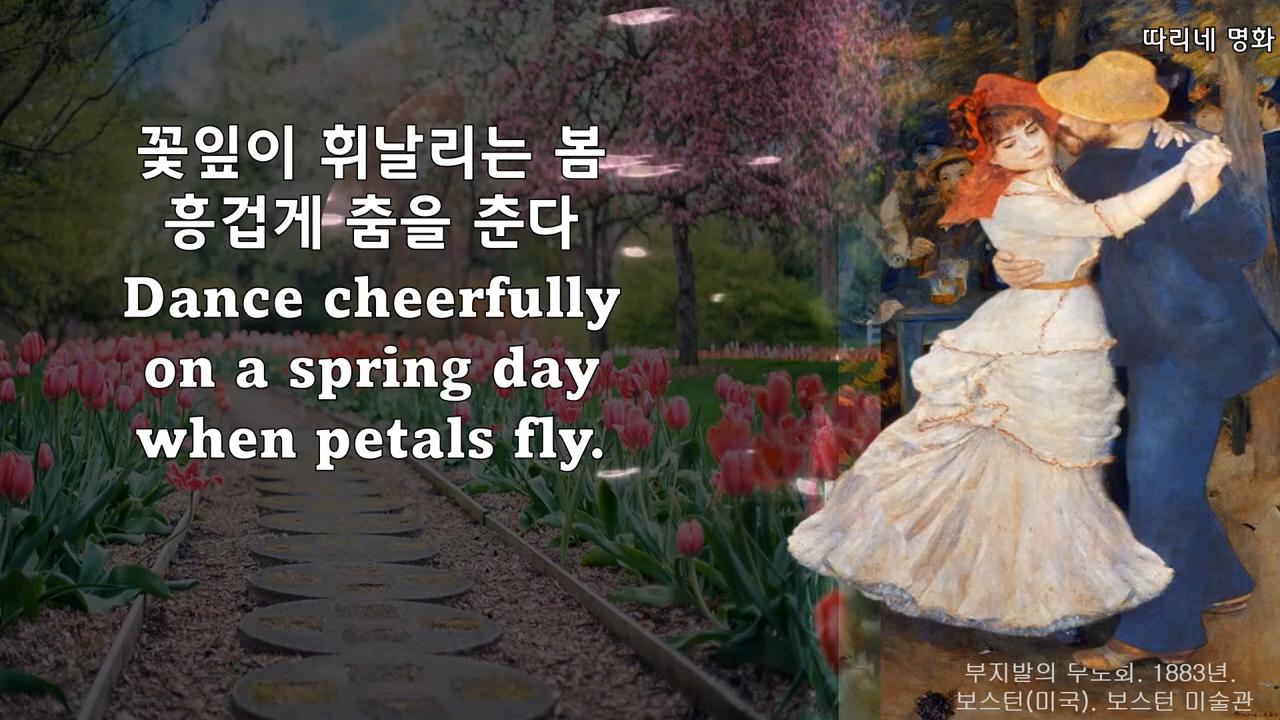 따리네 명화
꽃잎이 휘날리는 봄
흥겁게 춤을 춘다
Dance cheerfully
on a spring day
when petals fly.
부지발의 무도회. 1883년.
보스턴(미국). 보스턴 미술관